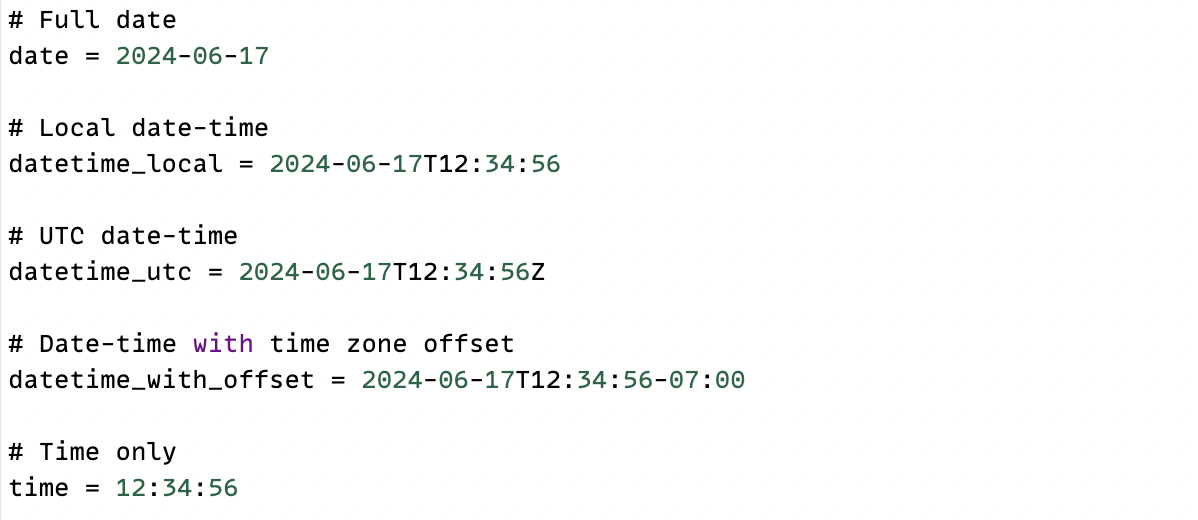 # Full date
date = 2024-06-17
# Local date-time
datetime_local = 2024-06-17T12:34:56
# UTC date-time
datetime_utc = 2024-06-17T12:34:56Z
# Date-time with time zone offset
datetime_with_offset = 2024-06-17T12:34:56-07:00
# Time only
time = 12:34:56